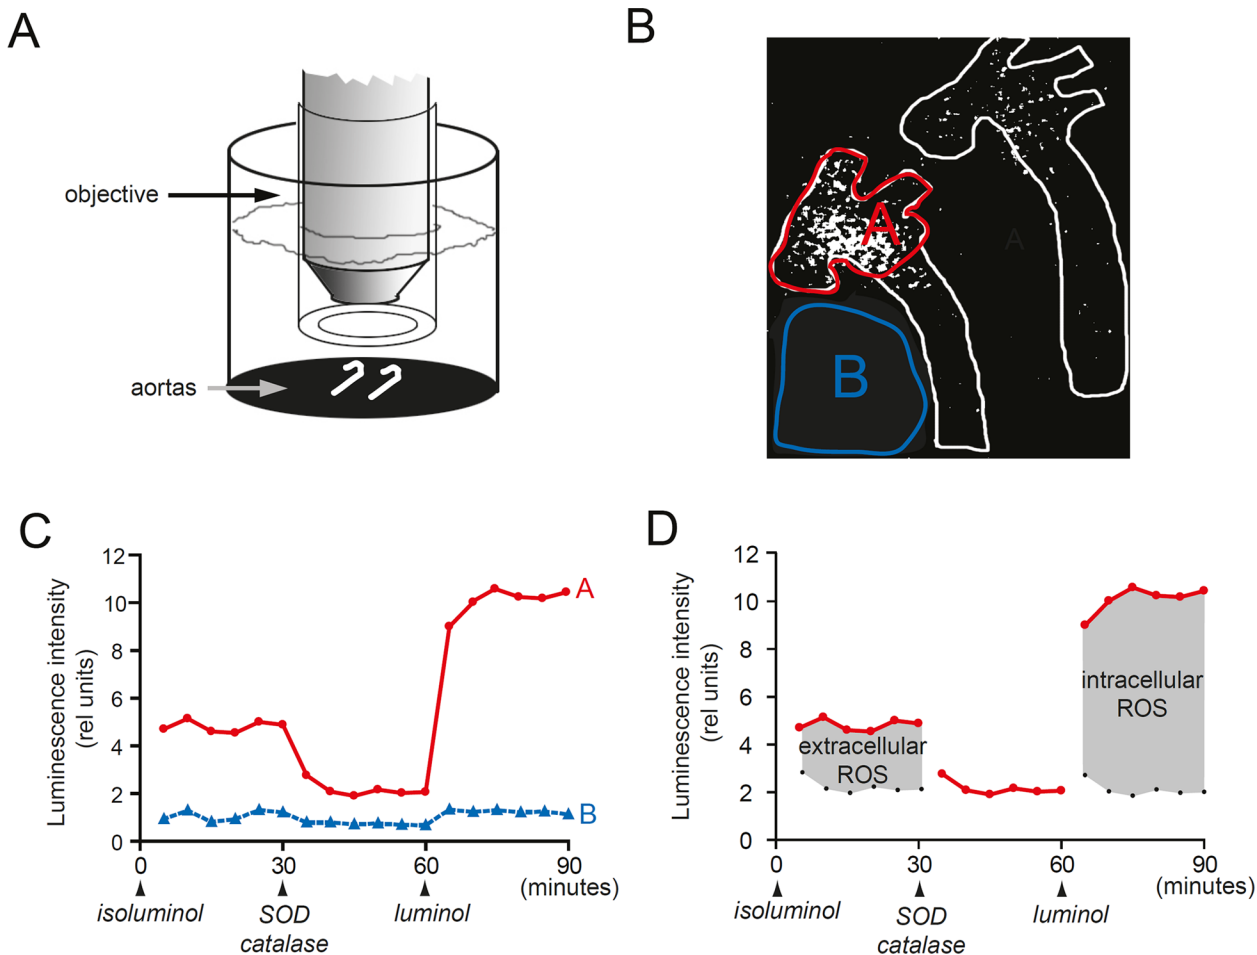 A
objective
aortas
B
A
A
B
C
Luminescence intensity
(rel units)
12
10
8
6
4
2
0
A
B
0
30
60
90
(minutes)
isoluminol
SOD
catalase
luminol
D
Luminescence intensity
(rel units)
12
10
8
6
4
2
0
extracellular
ROS
intracellular
ROS
0
30
60
90
(minutes)
isoluminol
SOD
catalase
luminol